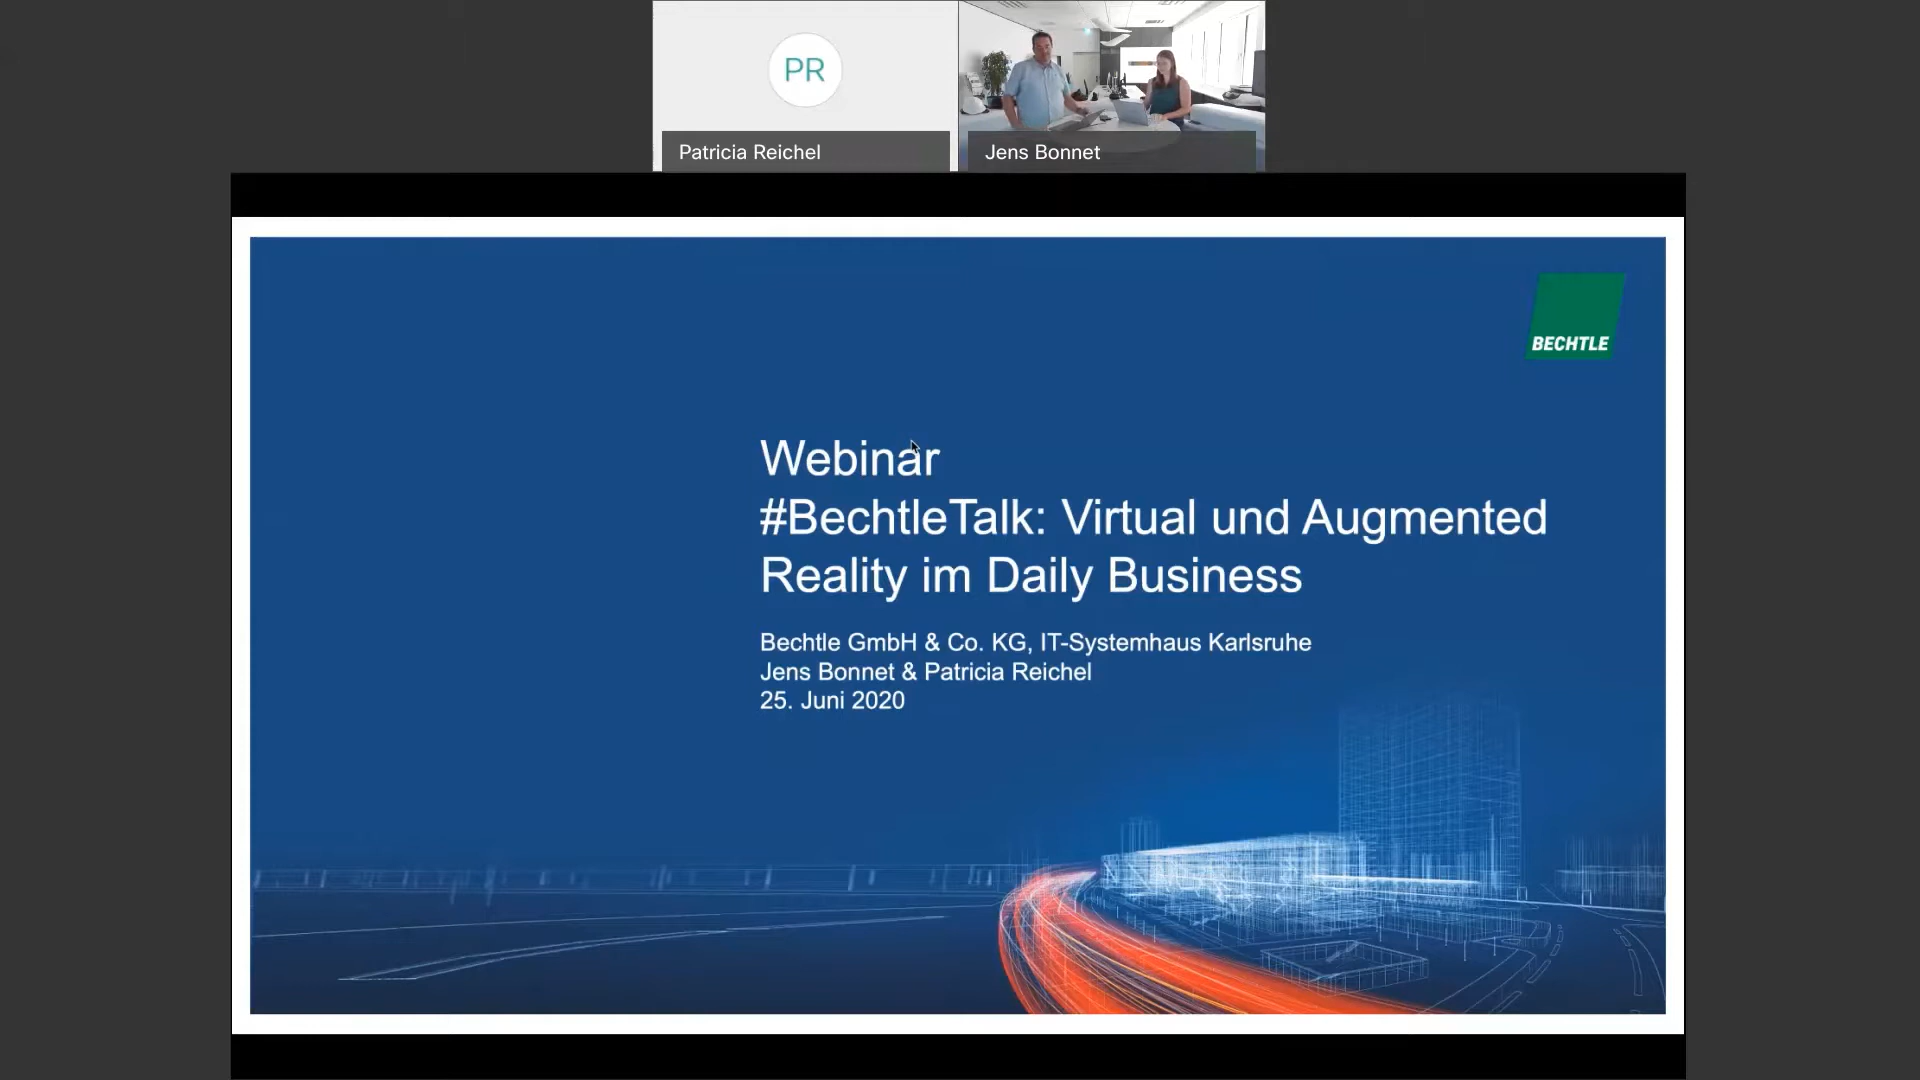 PR
Patricia Reichel
Jens Bonnet
BECHTLE
Webinar
#BechtleTalk: Virtual und Augmented
Reality im Daily Business
Bechtle GmbH & Co. KG, IT-Systemhaus Karlsruhe
Jens Bonnet & Patricia Reichel
25. Juni 2020